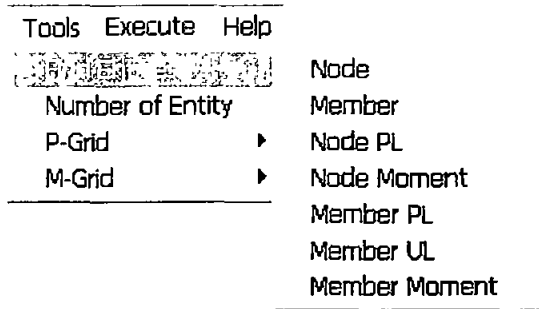 Tools Execute Help
Number of Entity
P-Grid
M-Grid
Node
Member
Node PL
Node Moment
Member PL
Member UL
Member Moment